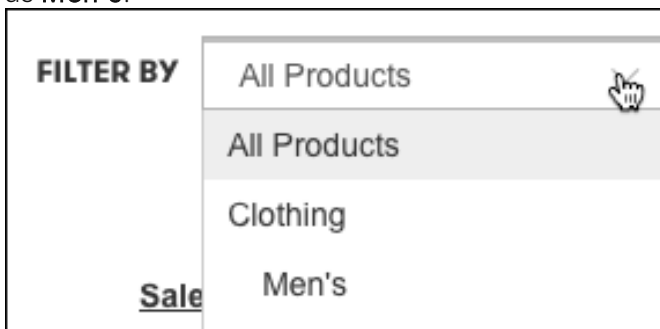 FILTER BY All Products
All Products
Clothing
Men's
Sale